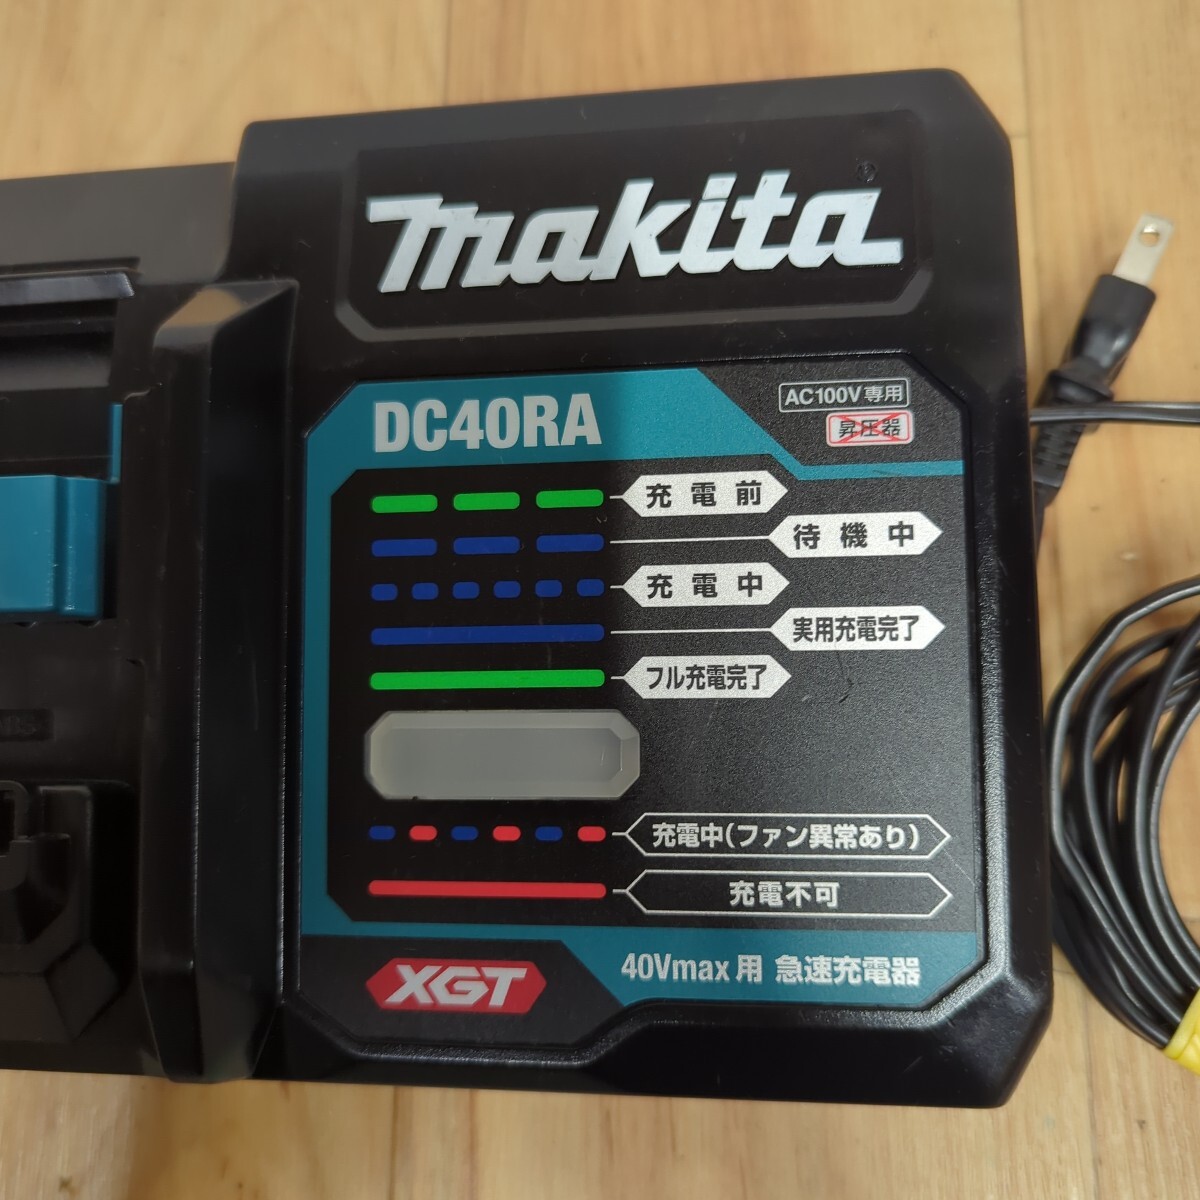 makita®
DC40RA
AC100V専用
昇圧器
充電前
待機中
充電中
実用充電完了
フル充電完了
充電中(ファン異常あり)
充電不可
XGT
40Vmax用 急速充電器